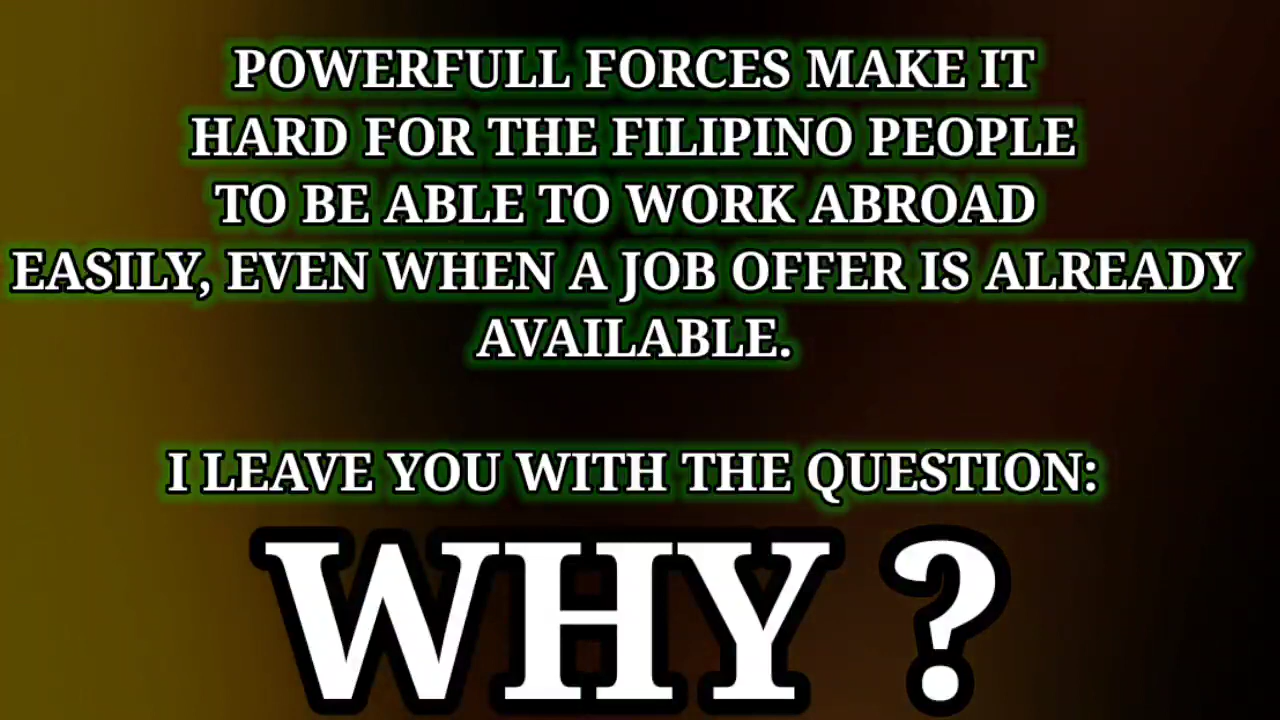 POWERFULL FORCES MAKE IT
HARD FOR THE FILIPINO PEOPLE
TO BE ABLE TO WORK ABROAD
EASILY, EVEN WHEN A JOB OFFER IS ALREADY
AVAILABLE.
I LEAVE YOU WITH THE QUESTION:
WHY ?